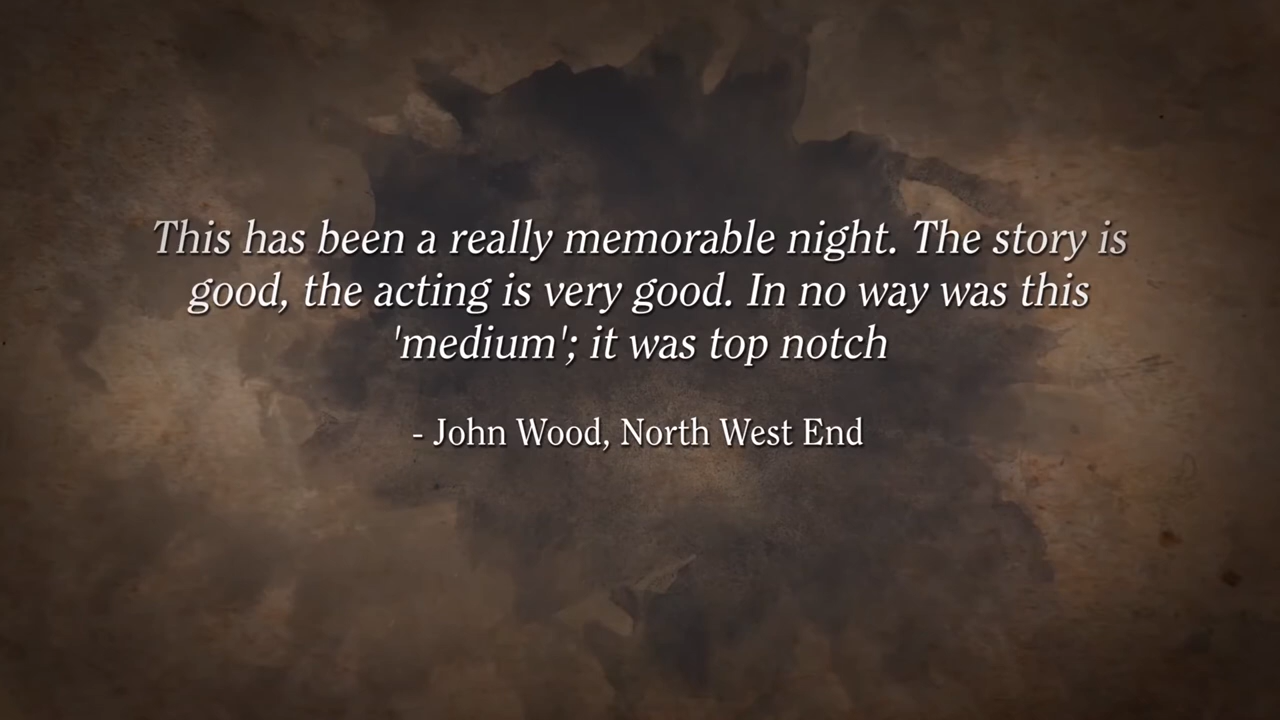 This has been a really memorable night. The story is
good, the acting is very good. In no way was this
'medium'; it was top notch
- John Wood, North West End